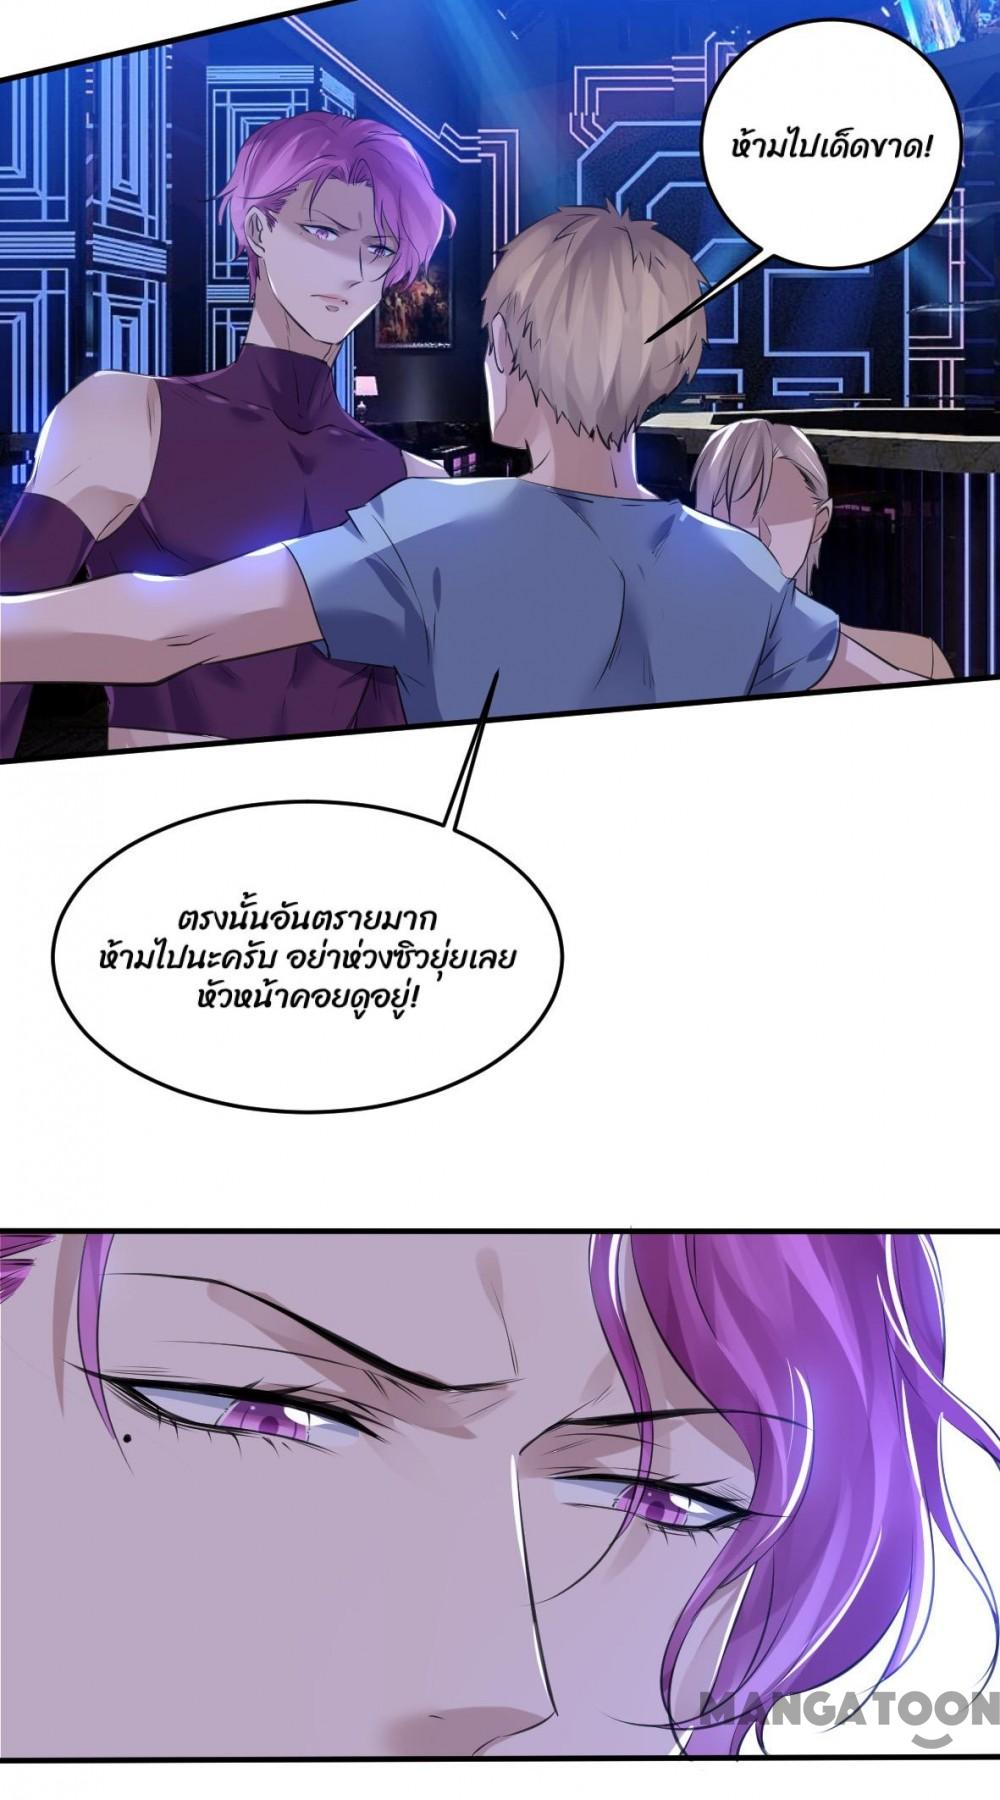 ห้ามไปเด็ดขาด!
ตรงนั้นอันตรายมาก
ห้ามไปนะครับ อย่าห่วงซิวยุ่ยเลย
หัวหน้าคอยดูอยู่!
MANGATOON